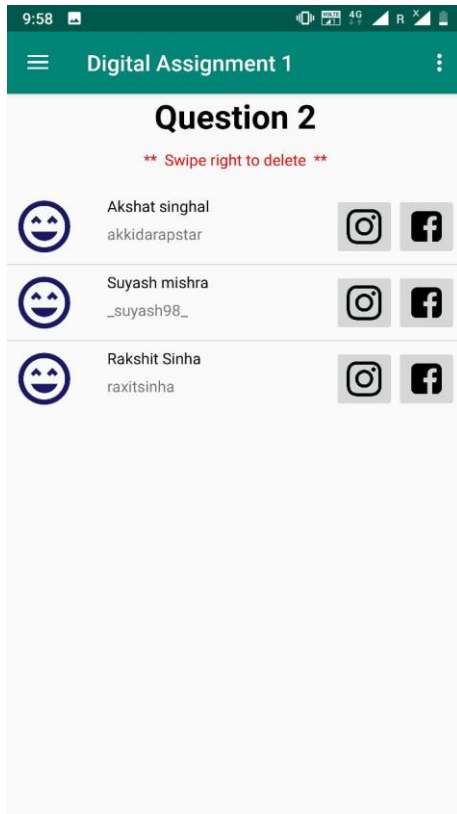 9:58 VOLTE 4G R X
Digital Assignment 1
Question 2
** Swipe right to delete **
Akshat singhal
akkidarapstar
Suyash mishra
_suyash98_
Rakshit Sinha
raxitsinha